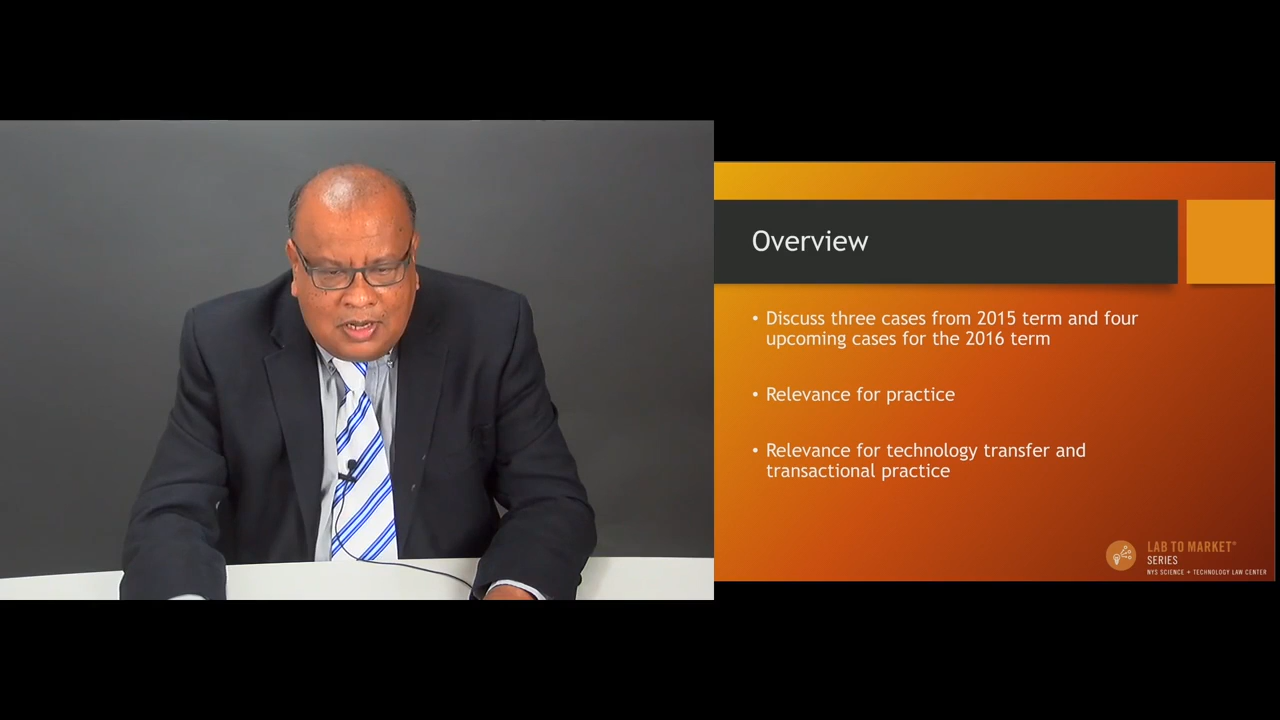 Overview
• Discuss three cases from 2015 term and four
upcoming cases for the 2016 term
• Relevance for practice
• Relevance for technology transfer and
transactional practice
LAB TO MARKET®
SERIES
NYS SCIENCE + TECHNOLOGY LAW CENTER